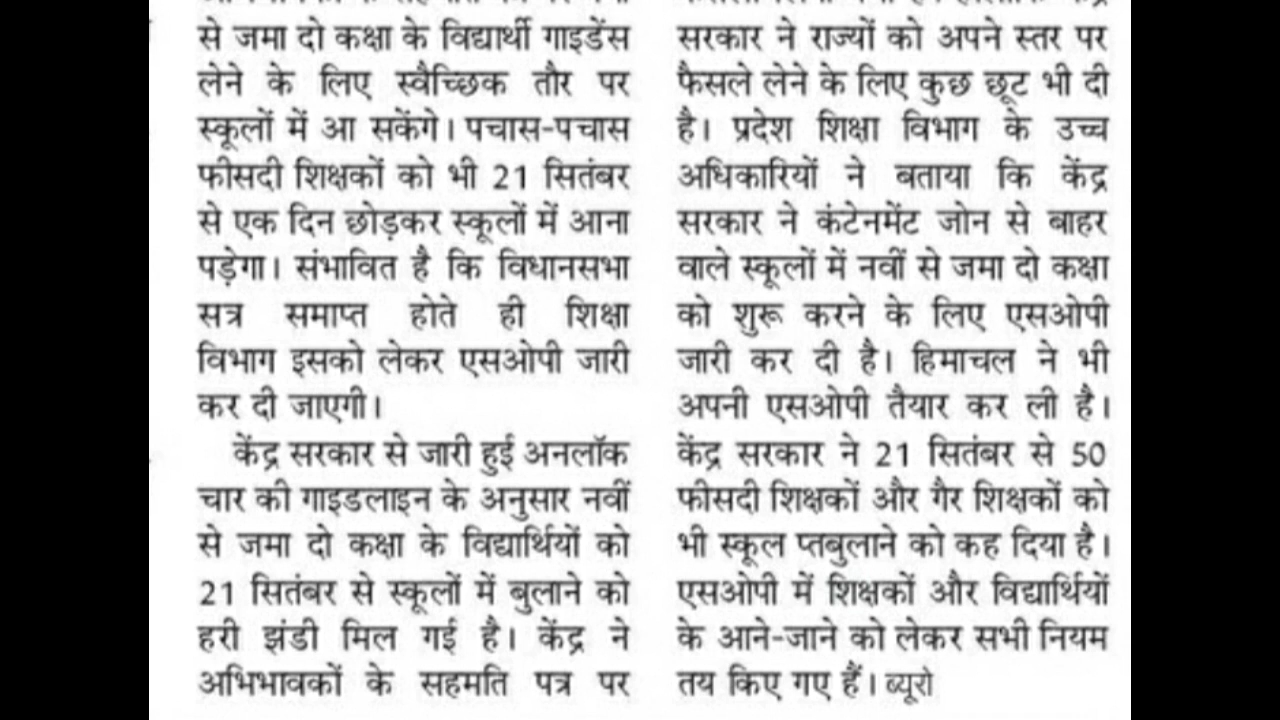 से जमा दो कक्षा के विद्यार्थी गाइडेंस
लेने के लिए स्वैच्छिक तौर पर
स्कूलों में आ सकेंगे। पचास-पचास
फीसदी शिक्षकों को भी 21 सितंबर
से एक दिन छोड़कर स्कूलों में आना
पड़ेगा। संभावित है कि विधानसभा
सत्र समाप्त होते ही शिक्षा
विभाग इसको लेकर एसओपी जारी
कर दी जाएगी।
केंद्र सरकार से जारी हुई अनलॉक
चार की गाइडलाइन के अनुसार नवीं
से जमा दो कक्षा के विद्यार्थियों को
21 सितंबर से स्कूलों में बुलाने को
हरी झंडी मिल गई है। केंद्र ने
अभिभावकों के सहमति पत्र पर
सरकार ने राज्यों को अपने स्तर पर
फैसले लेने के लिए कुछ छूट भी दी
है। प्रदेश शिक्षा विभाग के उच्च
अधिकारियों ने बताया कि केंद्र
सरकार ने कंटेनमेंट जोन से बाहर
वाले स्कूलों में नवीं से जमा दो कक्षा
को शुरू करने के लिए एसओपी
जारी कर दी है। हिमाचल ने भी
अपनी एसओपी तैयार कर ली है।
केंद्र सरकार ने 21 सितंबर से 50
फीसदी शिक्षकों और गैर शिक्षकों को
भी स्कूल प्तबुलाने को कह दिया है।
एसओपी में शिक्षकों और विद्यार्थियों
के आने-जाने को लेकर सभी नियम
तय किए गए हैं। ब्यूरो